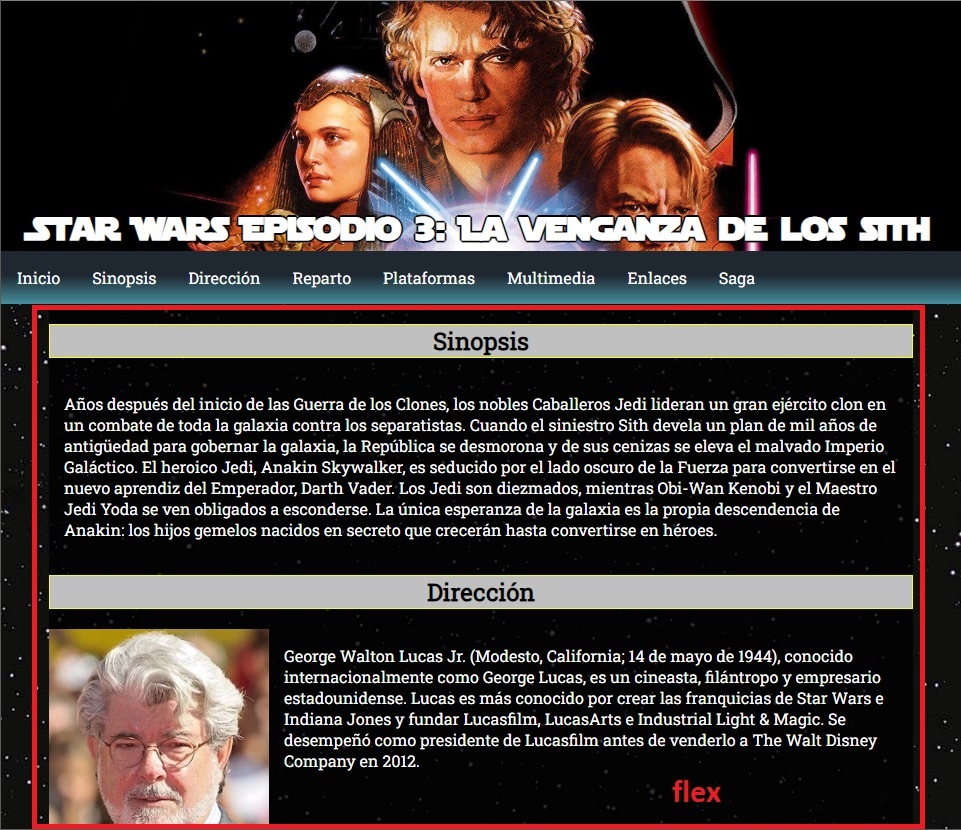 STAR WARS EPISODIO 3: LA VENGANZA DE LOS SITH
Inicio Sinopsis Dirección Reparto Plataformas Multimedia Enlaces Saga
Sinopsis
Años después del inicio de las Guerra de los Clones, los nobles Caballeros Jedi lideran un gran ejército clon en
un combate de toda la galaxia contra los separatistas. Cuando el siniestro Sith devela un plan de mil años de
antigüedad para gobernar la galaxia, la República se desmorona y de sus cenizas se eleva el malvado Imperio
Galáctico. El heroico Jedi, Anakin Skywalker, es seducido por el lado oscuro de la Fuerza para convertirse en el
nuevo aprendiz del Emperador, Darth Vader. Los Jedi son diezmados, mientras Obi-Wan Kenobi y el Maestro
Jedi Yoda se ven obligados a esconderse. La única esperanza de la galaxia es la propia descendencia de
Anakin: los hijos gemelos nacidos en secreto que crecerán hasta convertirse en héroes.
Dirección
George Walton Lucas Jr. (Modesto, California; 14 de mayo de 1944), conocido
internacionalmente como George Lucas, es un cineasta, filántropo y empresario
estadounidense. Lucas es más conocido por crear las franquicias de Star Wars e
Indiana Jones y fundar Lucasfilm, LucasArts e Industrial Light & Magic. Se
desempeñó como presidente de Lucasfilm antes de venderlo a The Walt Disney
Company en 2012.
flex